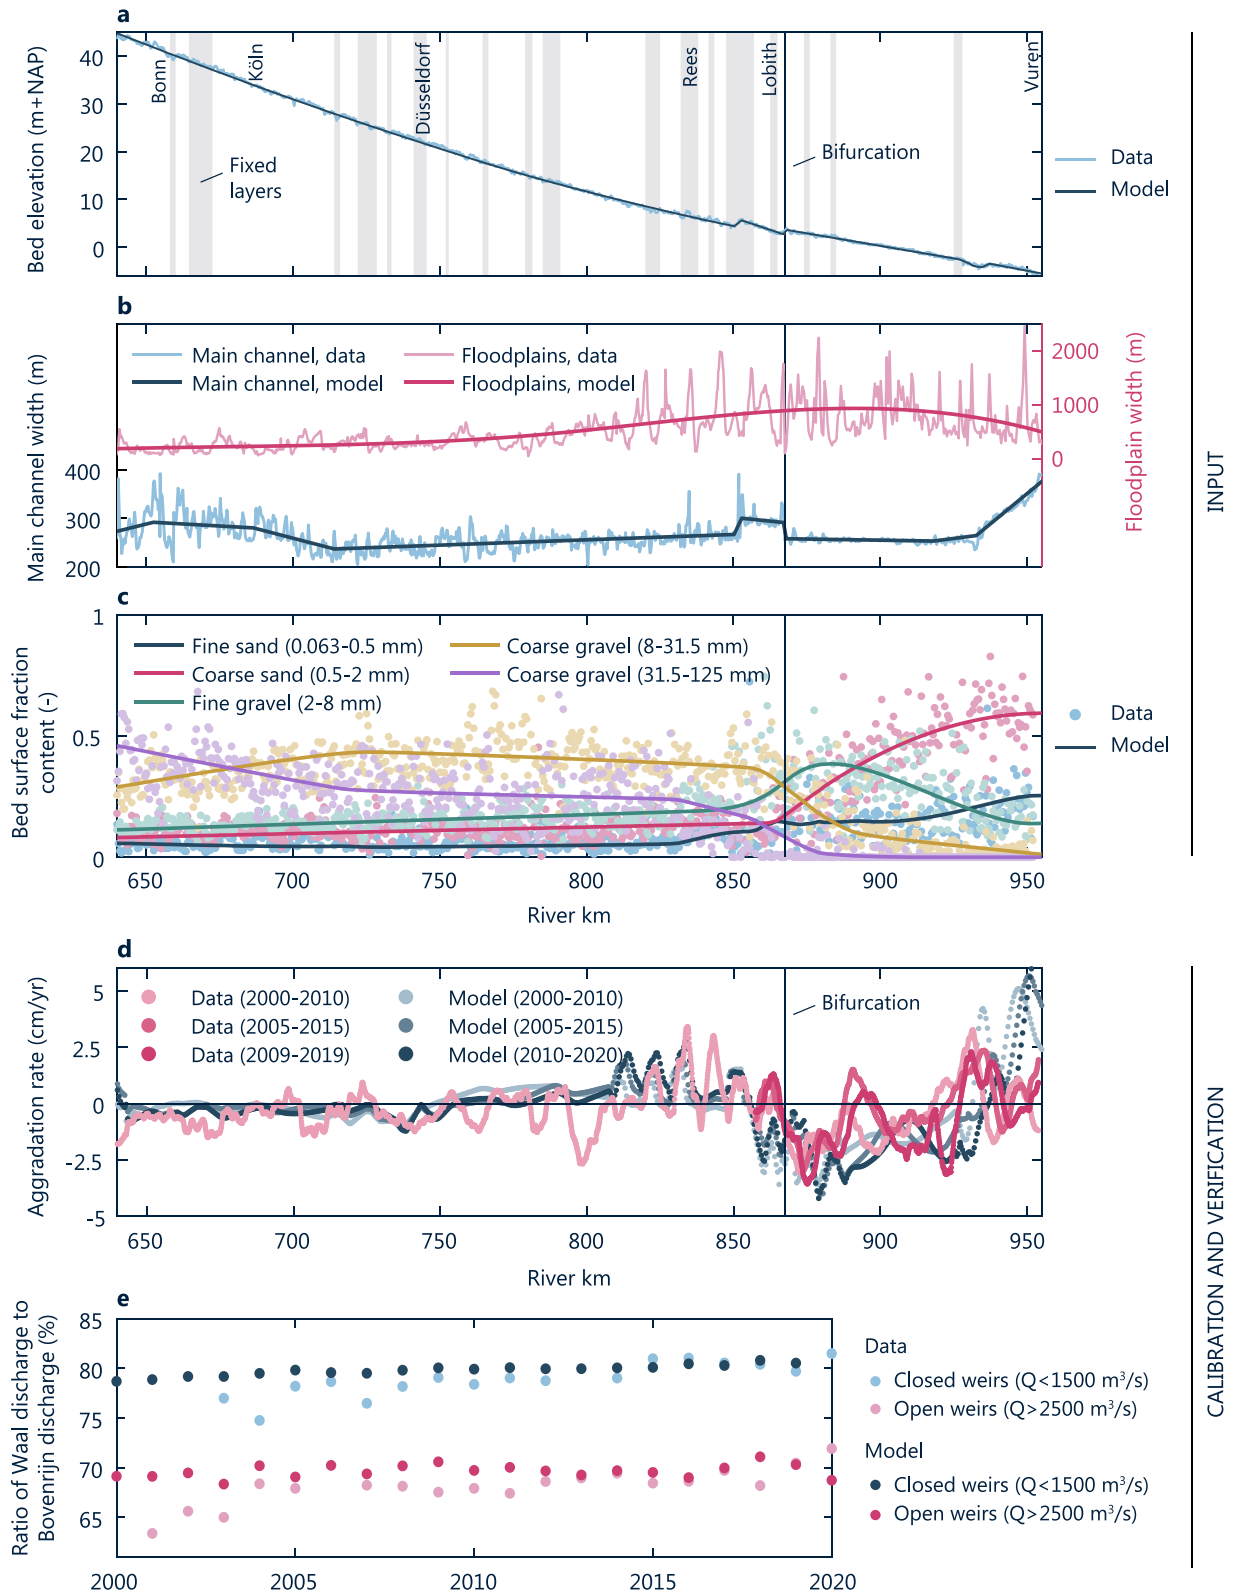 a
Bed elevation (m+NAP)
40
30
20
10
0
Bonn
Köln
Düsseldorf
Rees
Lobith
Vuren
Fixed
layers
Bifurcation
Data
Model
b
Main channel width (m)
400
300
200
Main channel, data
Main channel, model
Floodplains, data
Floodplains, model
2000
1000
0
Floodplain width (m)
INPUT
c
Bed surface fraction
content (-)
1
0.5
0
Fine sand (0.063-0.5 mm)
Coarse sand (0.5-2 mm)
Fine gravel (2-8 mm)
Coarse gravel (8-31.5 mm)
Coarse gravel (31.5-125 mm)
Data
Model
650 700 750 800 850 900 950
River km
d
Aggradation rate (cm/yr)
5
2.5
0
-2.5
-5
Data (2000-2010)
Data (2005-2015)
Data (2009-2019)
Model (2000-2010)
Model (2005-2015)
Model (2010-2020)
Bifurcation
650 700 750 800 850 900 950
River km
CALIBRATION AND VERIFICATION
e
Ratio of Waal discharge to
Bovenrijn discharge (%)
85
80
75
70
65
2000 2005 2010 2015 2020
Data
Closed weirs (Q<1500 m³/s)
Open weirs (Q>2500 m³/s)
Model
Closed weirs (Q<1500 m³/s)
Open weirs (Q>2500 m³/s)